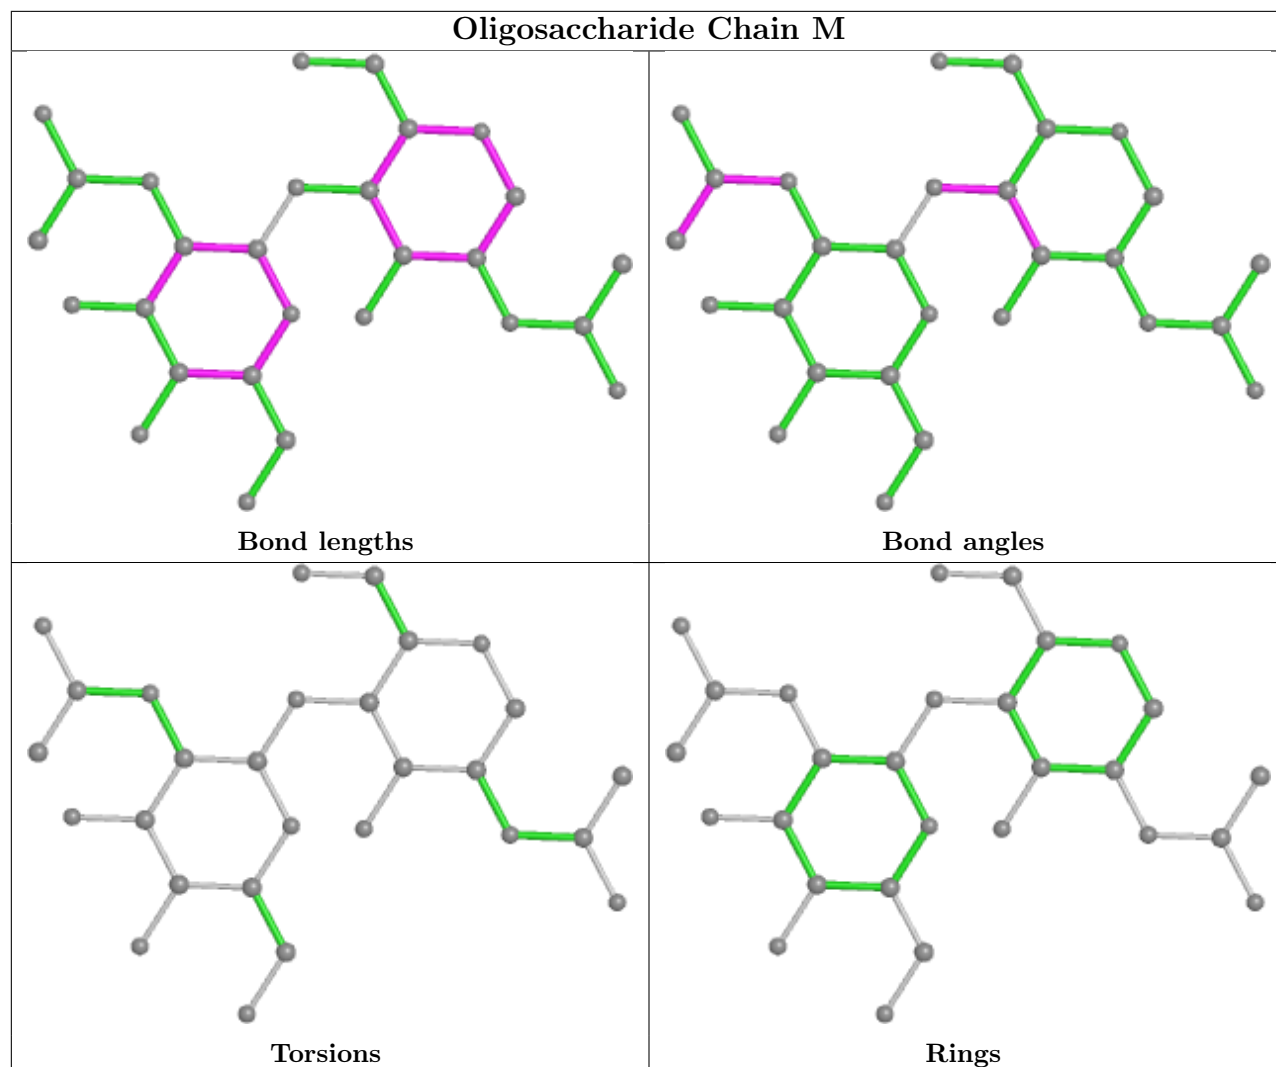 Oligosaccharide Chain M
Bond lengths
Bond angles
Torsions
Rings